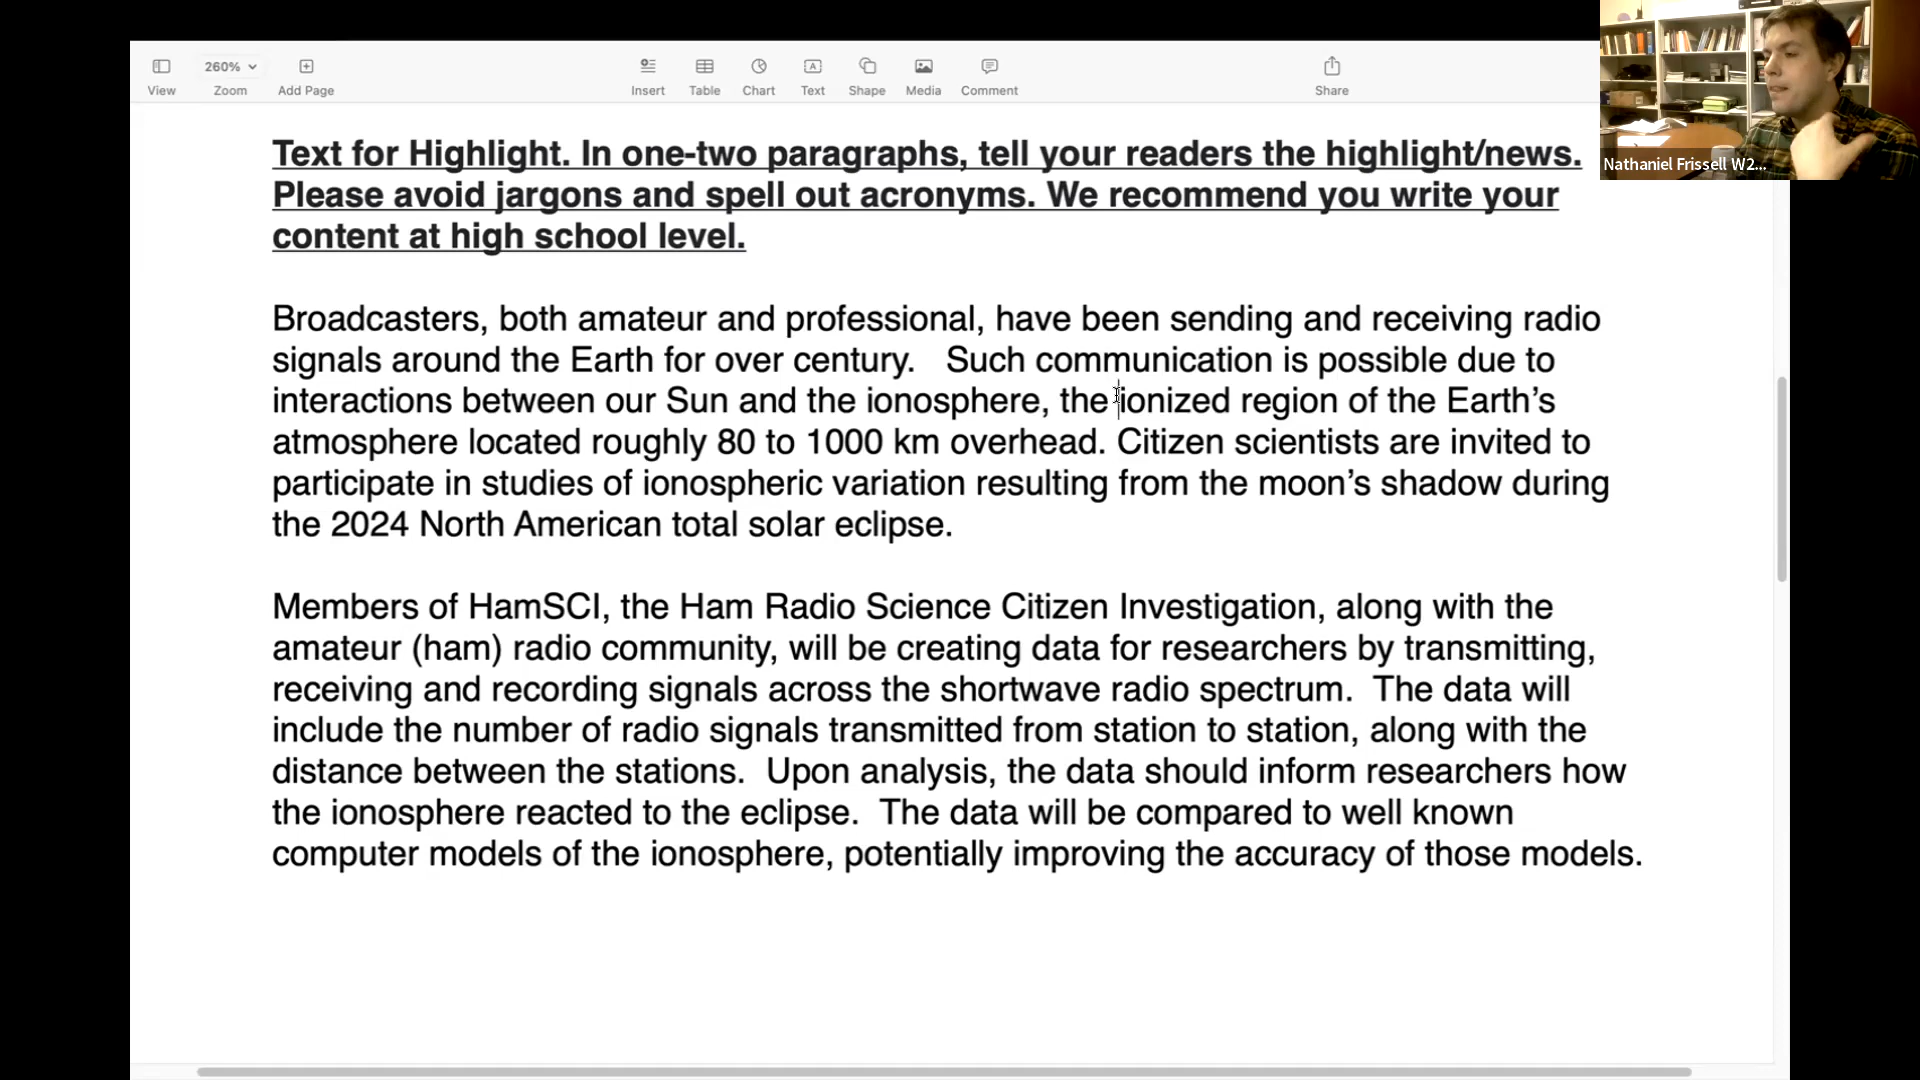 260%
View
Zoom
Add Page
Insert
Table
Chart
Text
Shape
Media
Comment
Share
Nathaniel Frissell W2...
Text for Highlight. In one-two paragraphs, tell your readers the highlight/news.
Please avoid jargons and spell out acronyms. We recommend you write your
content at high school level.
Broadcasters, both amateur and professional, have been sending and receiving radio
signals around the Earth for over century.   Such communication is possible due to
interactions between our Sun and the ionosphere, the ionized region of the Earth’s
atmosphere located roughly 80 to 1000 km overhead. Citizen scientists are invited to
participate in studies of ionospheric variation resulting from the moon’s shadow during
the 2024 North American total solar eclipse.
Members of HamSCI, the Ham Radio Science Citizen Investigation, along with the
amateur (ham) radio community, will be creating data for researchers by transmitting,
receiving and recording signals across the shortwave radio spectrum.  The data will
include the number of radio signals transmitted from station to station, along with the
distance between the stations.  Upon analysis, the data should inform researchers how
the ionosphere reacted to the eclipse.  The data will be compared to well known
computer models of the ionosphere, potentially improving the accuracy of those models.